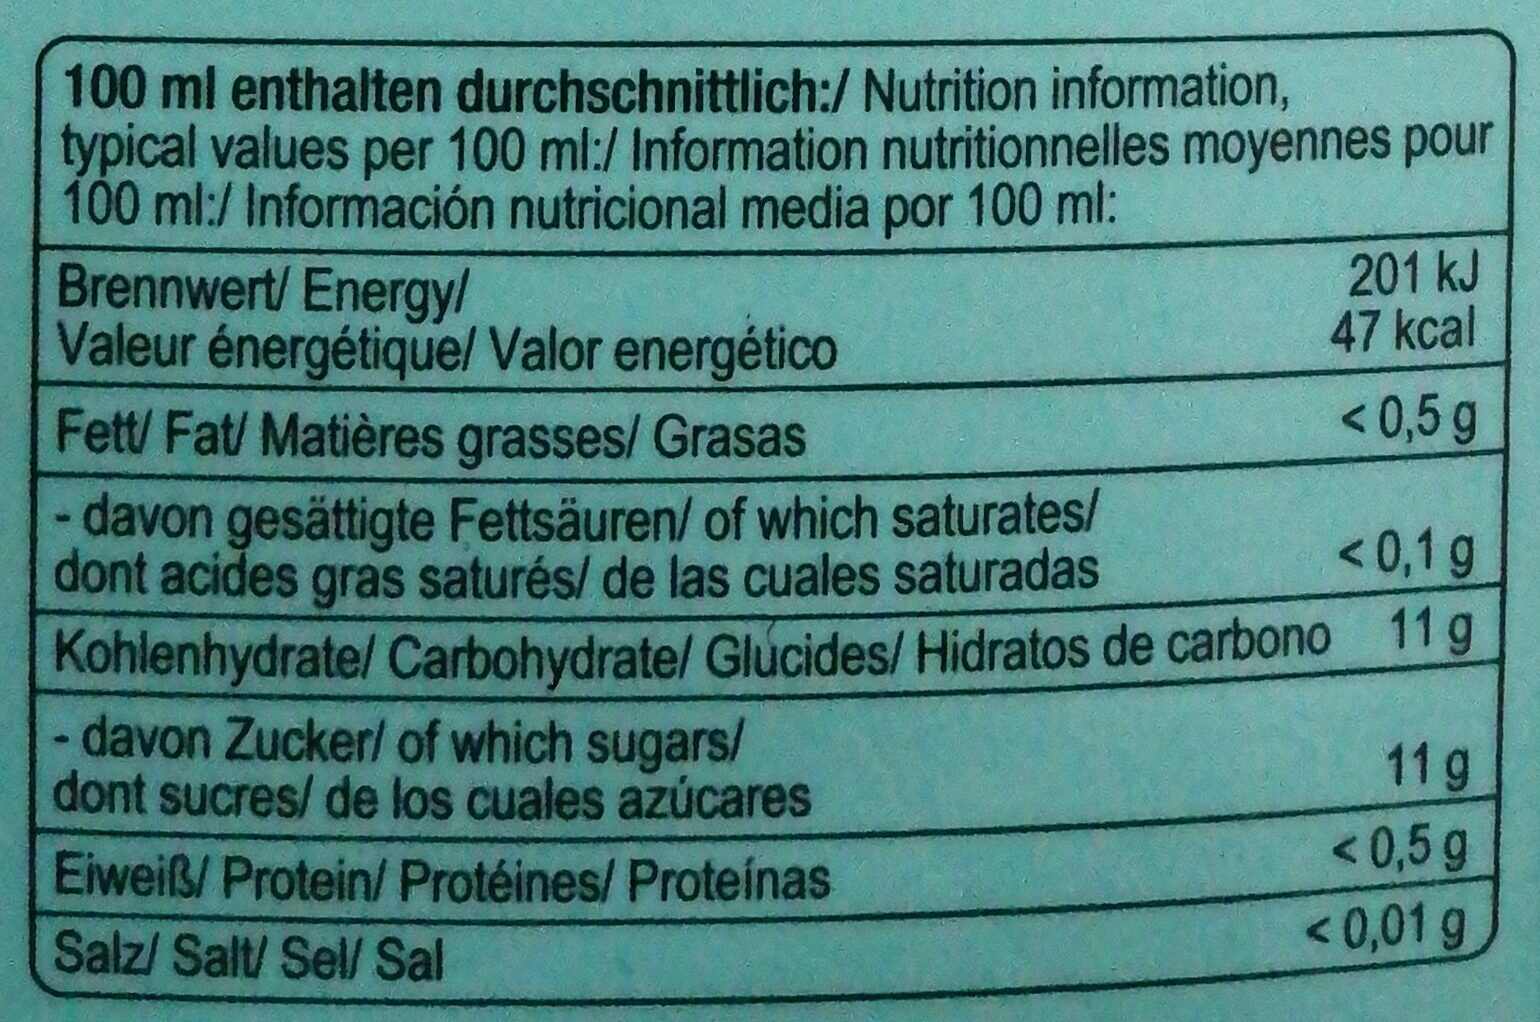 100 ml enthalten durchschnittlich:/ Nutrition information,
typical values per 100 ml:/ Information nutritionnelles moyennes pour
100 ml:/ Información nutricional media por 100 ml:
Brennwert/ Energy/ 201 kJ
Valeur énergétique/ Valor energético 47 kcal
Fett/ Fat/ Matières grasses/ Grasas < 0,5 g
- davon gesättigte Fettsäuren/ of which saturates/
dont acides gras saturés/ de las cuales saturadas < 0,1 g
Kohlenhydrate/ Carbohydrate/ Glúcides/ Hidratos de carbono 11 g
- davon Zucker/ of which sugars/
dont sucres/ de los cuales azúcares 11 g
Eiweiß/ Protein/ Protéines/ Proteínas < 0,5 g
Salz/ Salt/ Sel/ Sal < 0,01 g